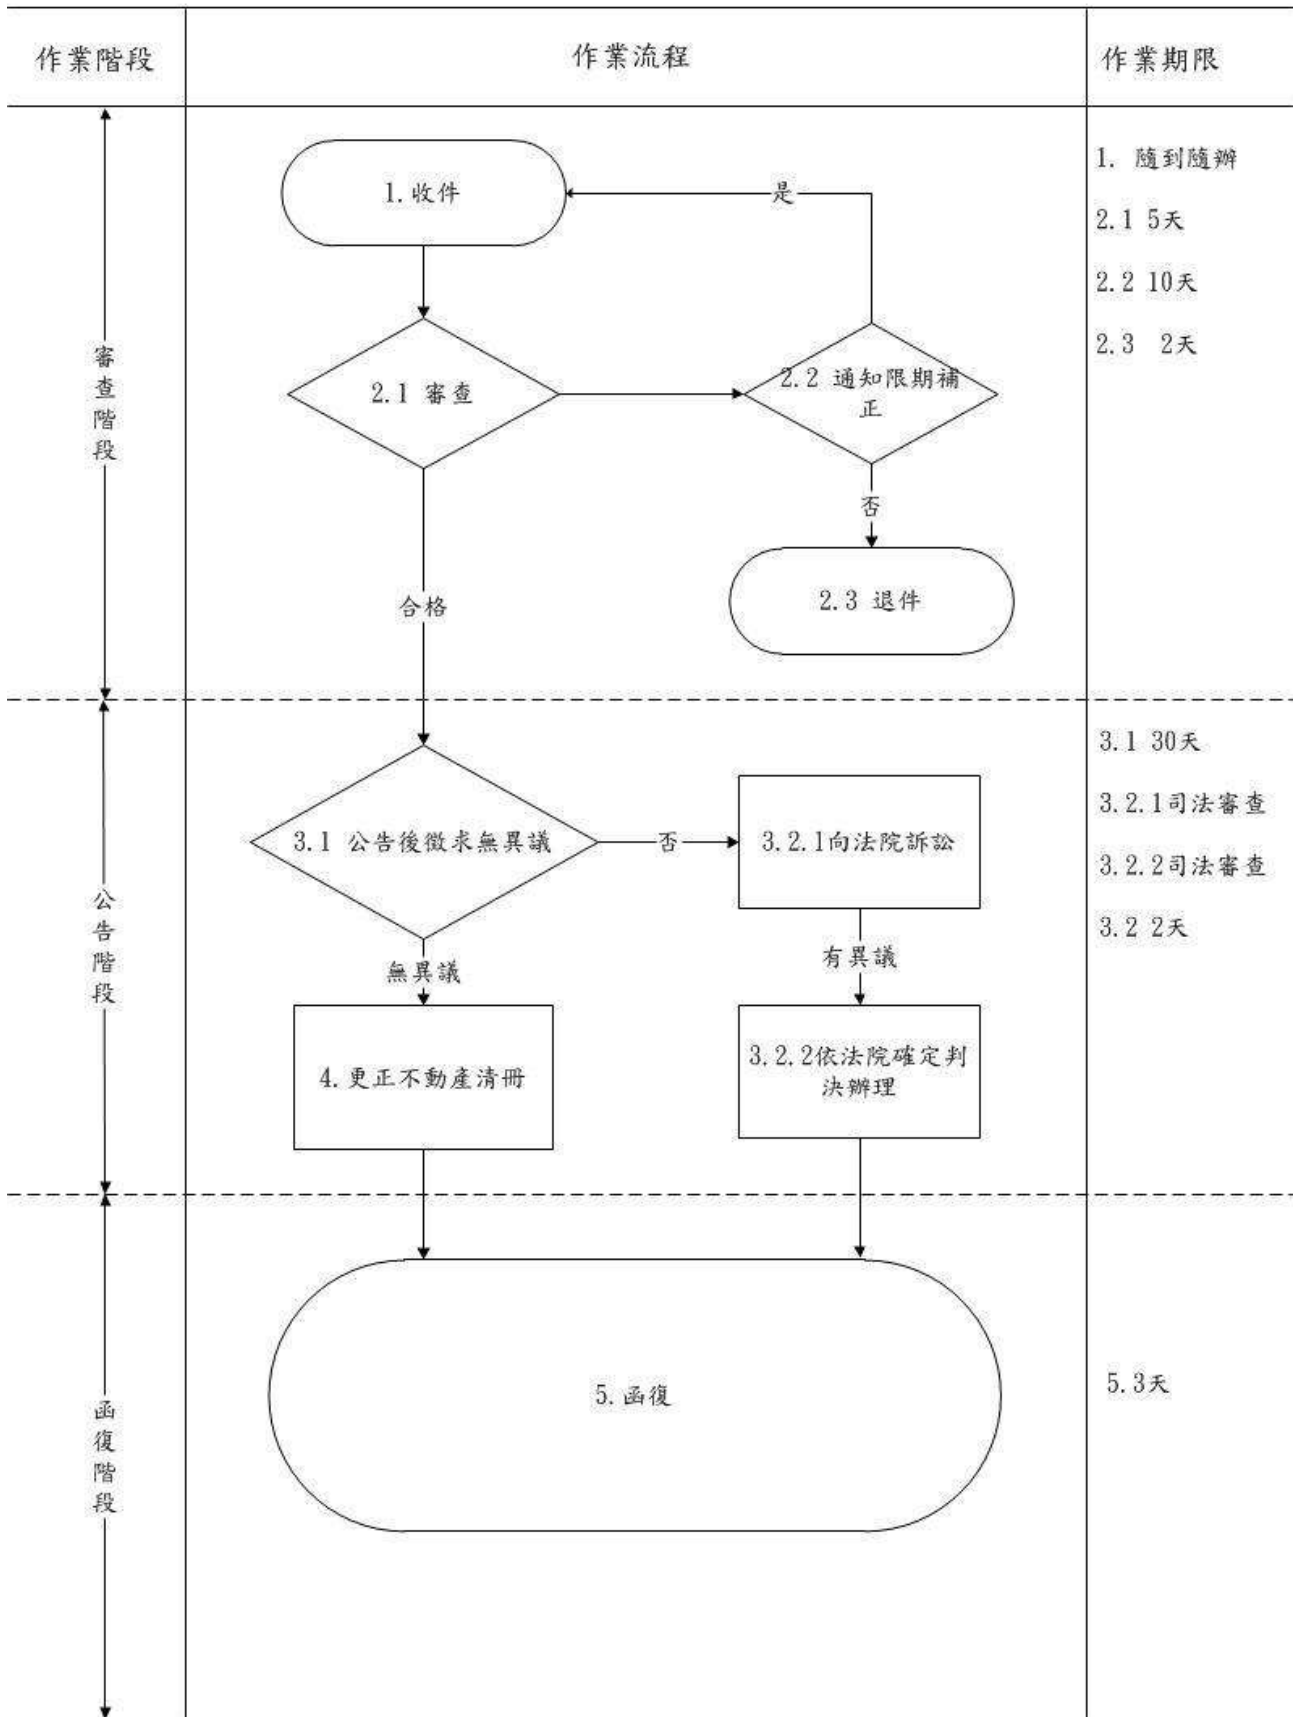 作業階段
作業流程
作業期限
1.收件
是
1. 隨到隨辦
2.1 5天
2.2 10天
2.3 2天
審查階段
2.1 審查
2.2 通知限期補
正
否
2.3 退件
合格
3.1 30天
3.2.1司法審查
3.2.2司法審查
3.2 2天
公告階段
3.1 公告後徵求無異議
否
3.2.1向法院訴訟
無異議
有異議
4.更正不動產清冊
3.2.2依法院確定判
決辦理
函復階段
5.函復
5.3天